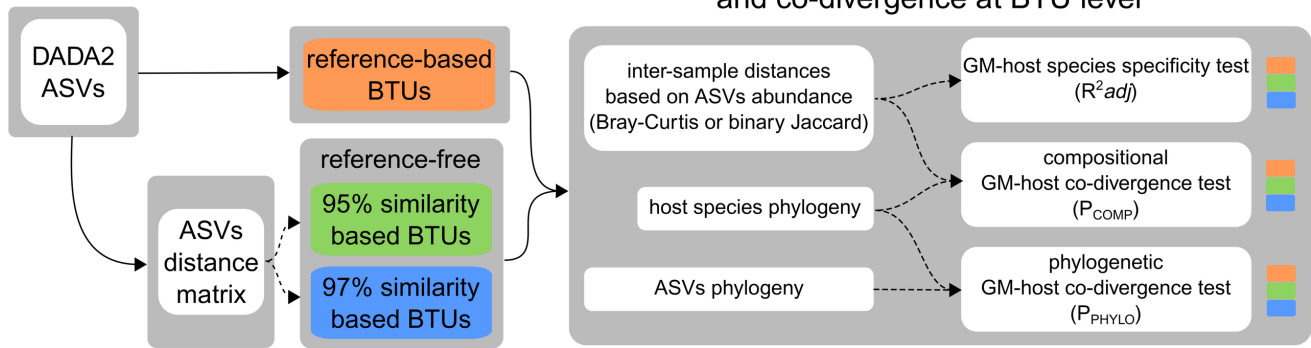 and co-divergence at BTU level
DADA2
ASVs
reference-based
BTUs
reference-free
95% similarity
based BTUs
97% similarity
based BTUs
ASVs
distance
matrix
inter-sample distances
based on ASVs abundance
(Bray-Curtis or binary Jaccard)
host species phylogeny
ASVs phylogeny
GM-host species specificity test
(R²adj)
compositional
GM-host co-divergence test
(P_COMP)
phylogenetic
GM-host co-divergence test
(P_PHYLO)